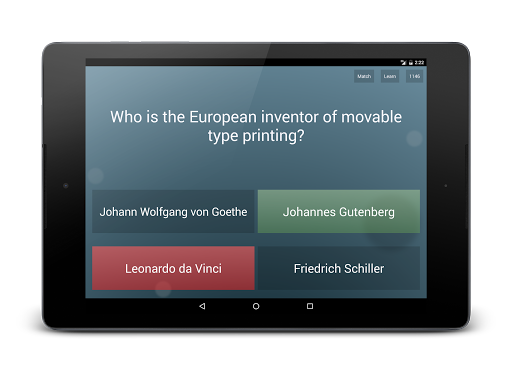 2:23
Match Learn 1146
Who is the European inventor of movable
type printing?
Johann Wolfgang von Goethe Johannes Gutenberg
Leonardo da Vinci Friedrich Schiller